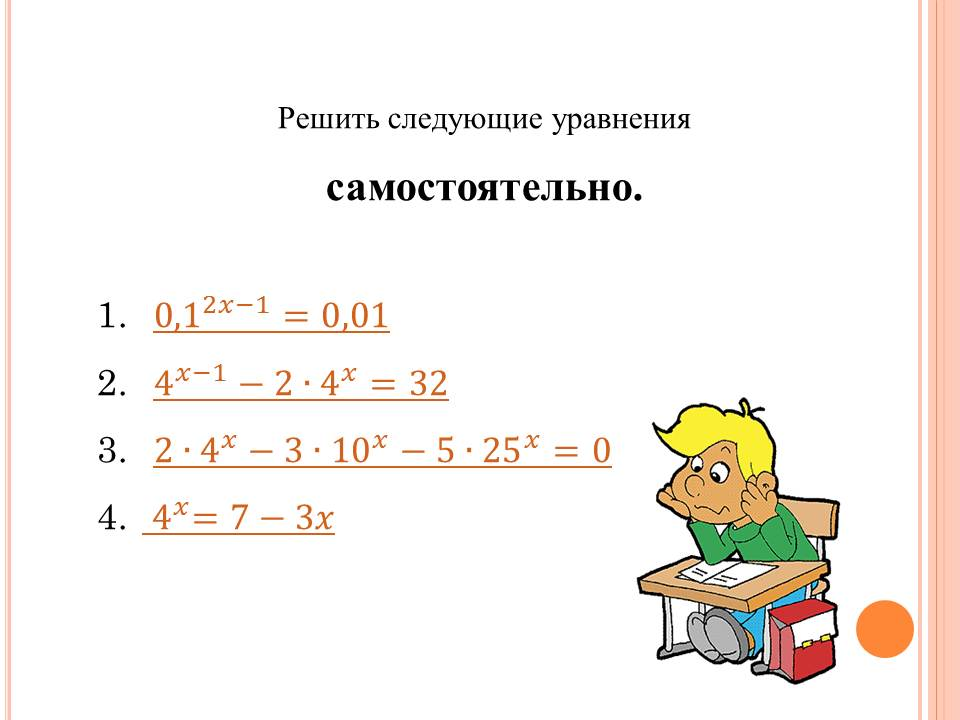 Решить следующие уравнения
самостоятельно.
1. 0,1^{2x−1} = 0,01
2. 4^{x−1} − 2 · 4^x = 32
3. 2 · 4^x − 3 · 10^x − 5 · 25^x = 0
4. 4^x = 7 − 3x